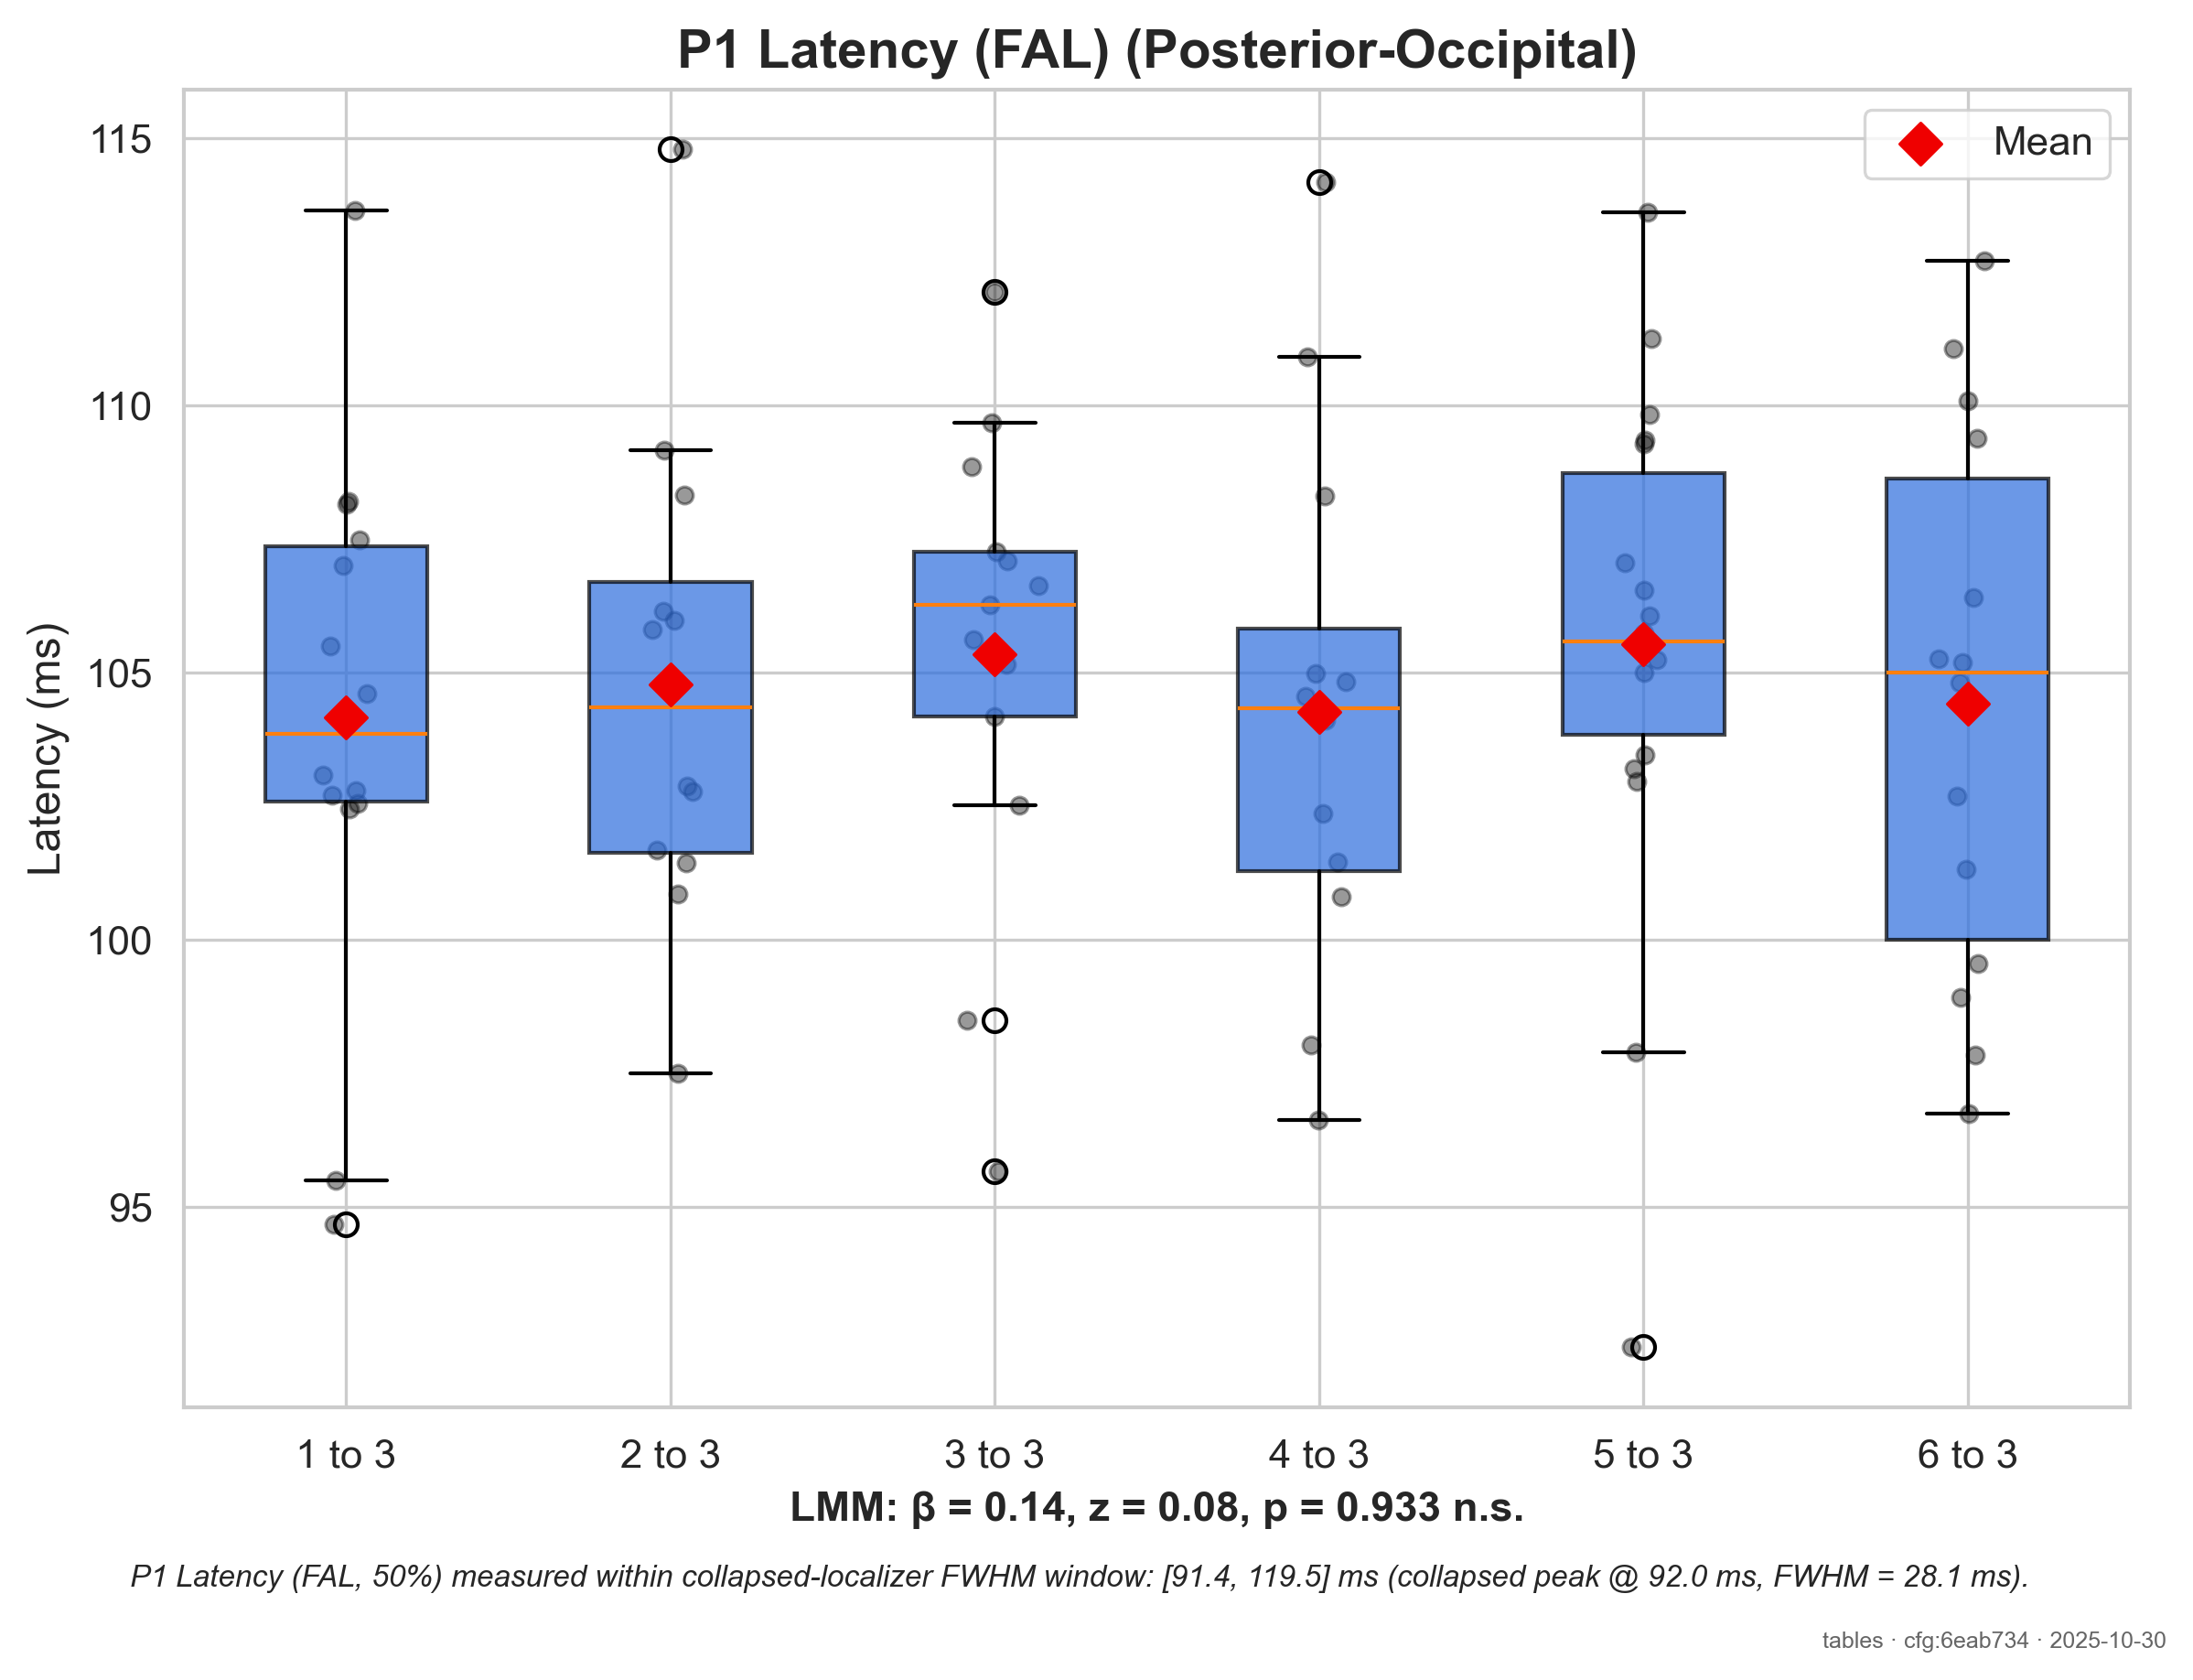 P1 Latency (FAL) (Posterior-Occipital)
Mean
115
110
105
100
95
Latency (ms)
1 to 3
2 to 3
3 to 3
4 to 3
5 to 3
6 to 3
LMM: β = 0.14, z = 0.08, p = 0.933 n.s.
P1 Latency (FAL, 50%) measured within collapsed-localizer FWHM window: [91.4, 119.5] ms (collapsed peak @ 92.0 ms, FWHM = 28.1 ms).
tables · cfg:6eab734 · 2025-10-30